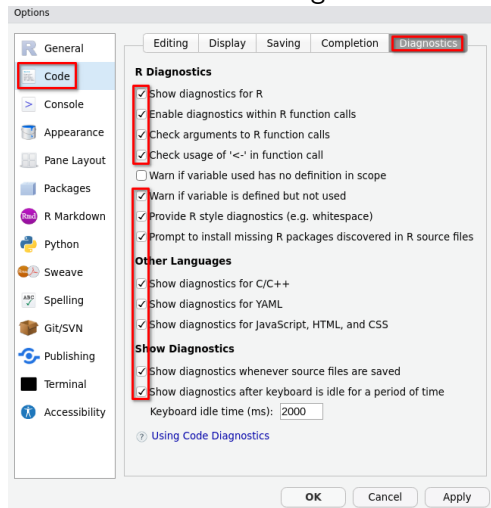 Options
General
Code
Console
Appearance
Pane Layout
Packages
R Markdown
Python
Sweave
Spelling
Git/SVN
Publishing
Terminal
Accessibility
Editing Display Saving Completion Diagnostics
R Diagnostics
Show diagnostics for R
Enable diagnostics within R function calls
Check arguments to R function calls
Check usage of '<-' in function call
Warn if variable used has no definition in scope
Warn if variable is defined but not used
Provide R style diagnostics (e.g. whitespace)
Prompt to install missing R packages discovered in R source files
Other Languages
Show diagnostics for C/C++
Show diagnostics for YAML
Show diagnostics for JavaScript, HTML, and CSS
Show Diagnostics
Show diagnostics whenever source files are saved
Show diagnostics after keyboard is idle for a period of time
Keyboard idle time (ms): 2000
? Using Code Diagnostics
OK Cancel Apply